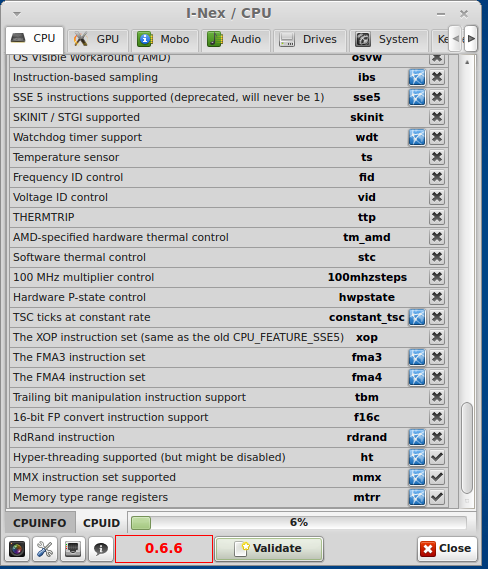 I-Nex / CPU
CPU GPU Mobo Audio Drives System Ke
OS Visible Workaround (AMD) osvw
Instruction-based sampling ibs
SSE 5 instructions supported (deprecated, will never be 1) sse5
SKINIT / STGI supported skinit
Watchdog timer support wdt
Temperature sensor ts
Frequency ID control fid
Voltage ID control vid
THERMTRIP ttp
AMD-specified hardware thermal control tm_amd
Software thermal control stc
100 MHz multiplier control 100mhzsteps
Hardware P-state control hwpstate
TSC ticks at constant rate constant_tsc
The XOP instruction set (same as the old CPU_FEATURE_SSE5) xop
The FMA3 instruction set fma3
The FMA4 instruction set fma4
Trailing bit manipulation instruction support tbm
16-bit FP convert instruction support f16c
RdRand instruction rdrand
Hyper-threading supported (but might be disabled) ht
MMX instruction set supported mmx
Memory type range registers mtrr
CPUINFO CPUID 6%
0.6.6 Validate Close